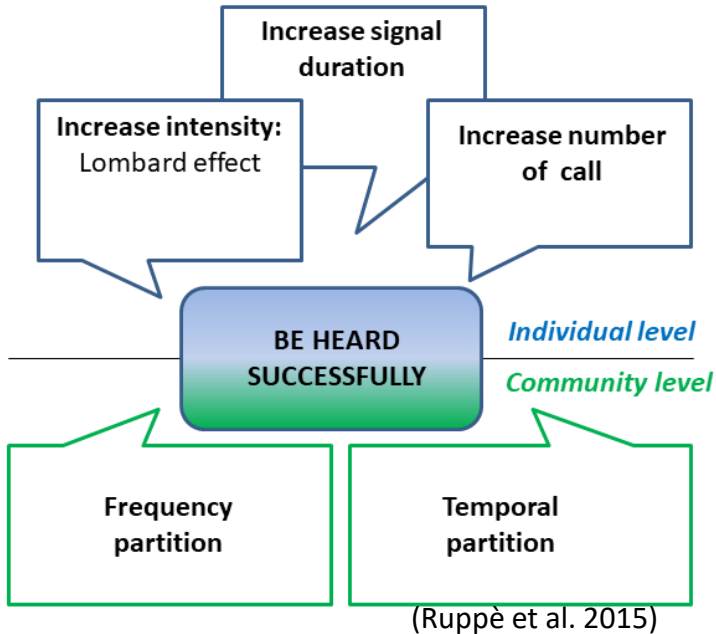 Increase signal
duration
Increase intensity:
Lombard effect
Increase number
of call
BE HEARD
SUCCESSFULLY
Individual level
Community level
Frequency
partition
Temporal
partition
(Ruppè et al. 2015)